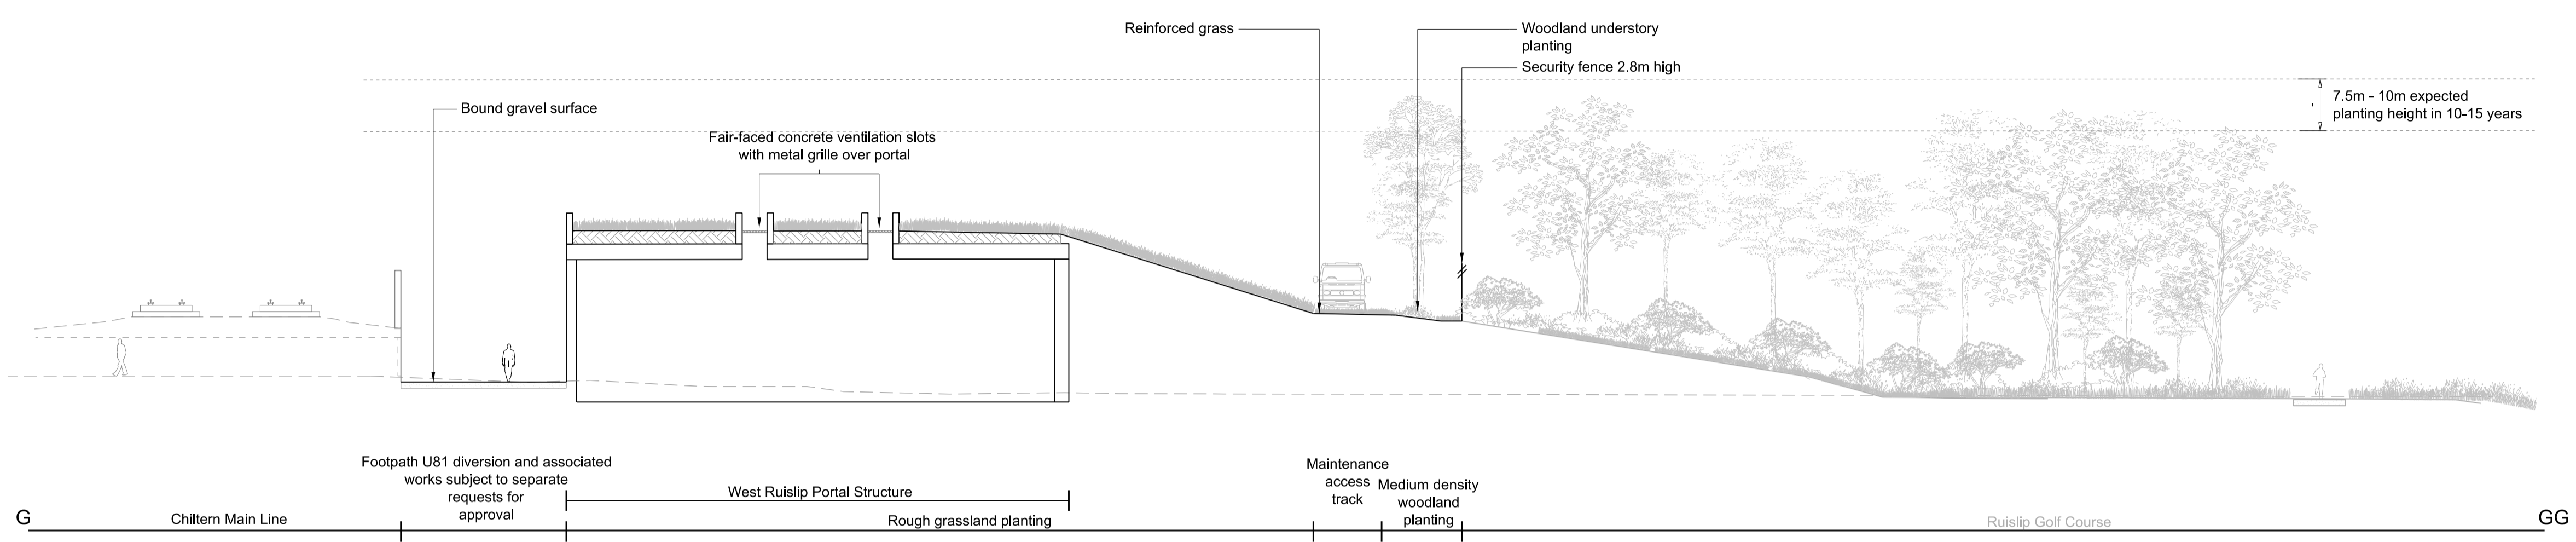 Reinforced grass
Woodland understory
planting
Security fence 2.8m high
7.5m - 10m expected
planting height in 10-15 years
Bound gravel surface
Fair-faced concrete ventilation slots
with metal grille over portal
Footpath U81 diversion and associated
works subject to separate
requests for
approval
West Ruislip Portal Structure
Maintenance
access
track
Medium density
woodland
planting
G
Chiltern Main Line
Rough grassland planting
Ruislip Golf Course
GG